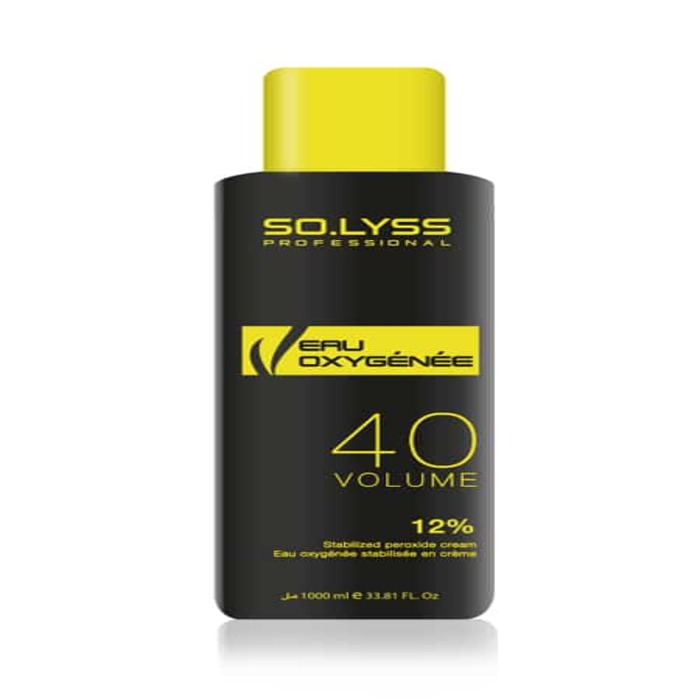 SO.LYSS
PROFESSIONAL
EAU
OXYGÉNÉE
40
VOLUME
12%
Stabilized peroxide cream
Eau oxygénée stabilisée en crème
مل 1000 ml e 33.81 FL. Oz